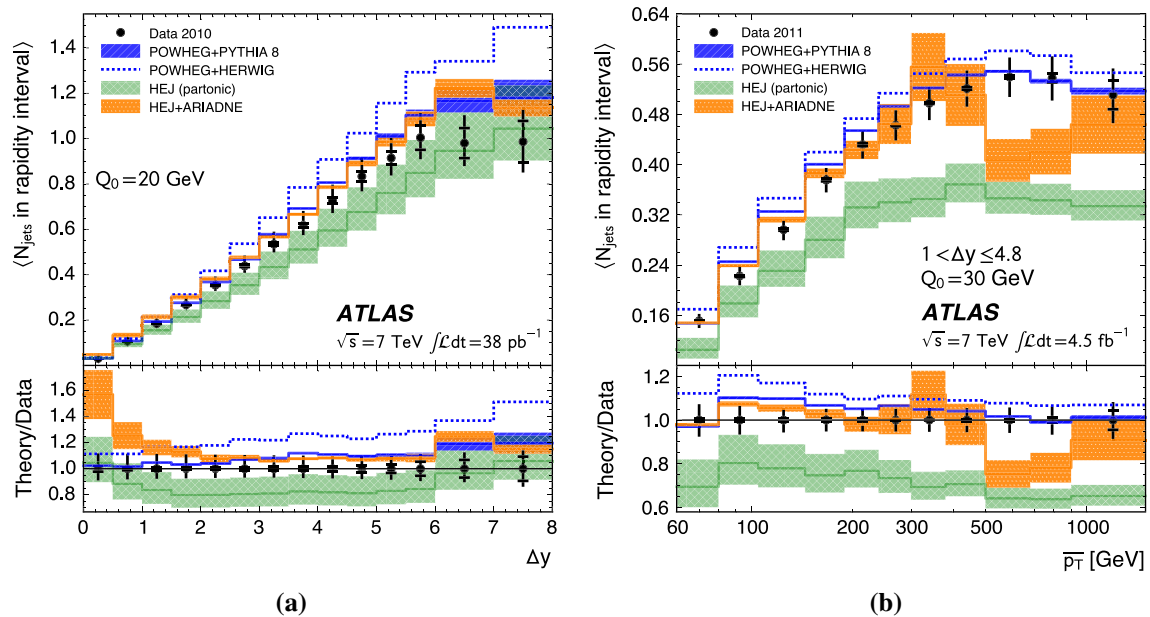 1.4
1.2
1.0
0.8
0.6
0.4
0.2
⟨N_jets in rapidity interval⟩
Data 2010
POWHEG+PYTHIA 8
POWHEG+HERWIG
HEJ (partonic)
HEJ+ARIADNE
Q_0=20 GeV
ATLAS
√s=7 TeV ∫ℒdt=38 pb⁻¹
1.6
1.4
1.2
1.0
0.8
Theory/Data
0 1 2 3 4 5 6 7 8
Δy
(a)
0.64
0.56
0.48
0.40
0.32
0.24
0.16
⟨N_jets in rapidity interval⟩
Data 2011
POWHEG+PYTHIA 8
POWHEG+HERWIG
HEJ (partonic)
HEJ+ARIADNE
1<Δy≤4.8
Q_0=30 GeV
ATLAS
√s=7 TeV ∫ℒdt=4.5 fb⁻¹
1.2
1.0
0.8
0.6
Theory/Data
60 100 200 300 500 1000
p̅_T̅ [GeV]
(b)